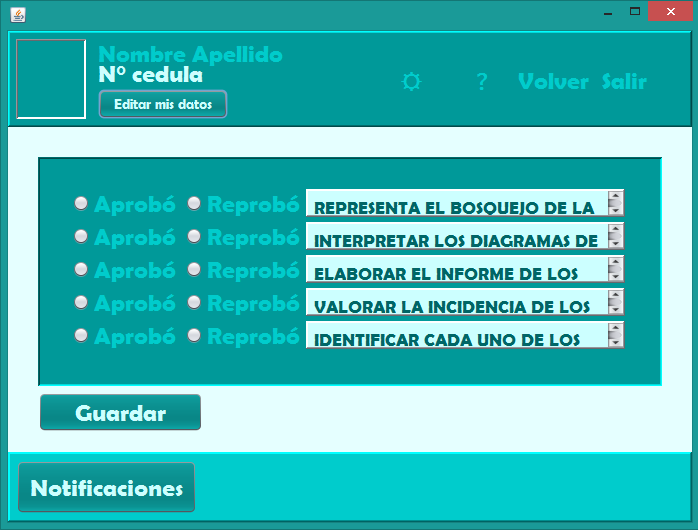 Nombre Apellido
Nº cedula
Editar mis datos
? Volver Salir
Aprobó Reprobó REPRESENTA EL BOSQUEJO DE LA
Aprobó Reprobó INTERPRETAR LOS DIAGRAMAS DE
Aprobó Reprobó ELABORAR EL INFORME DE LOS
Aprobó Reprobó VALORAR LA INCIDENCIA DE LOS
Aprobó Reprobó IDENTIFICAR CADA UNO DE LOS
Guardar
Notificaciones